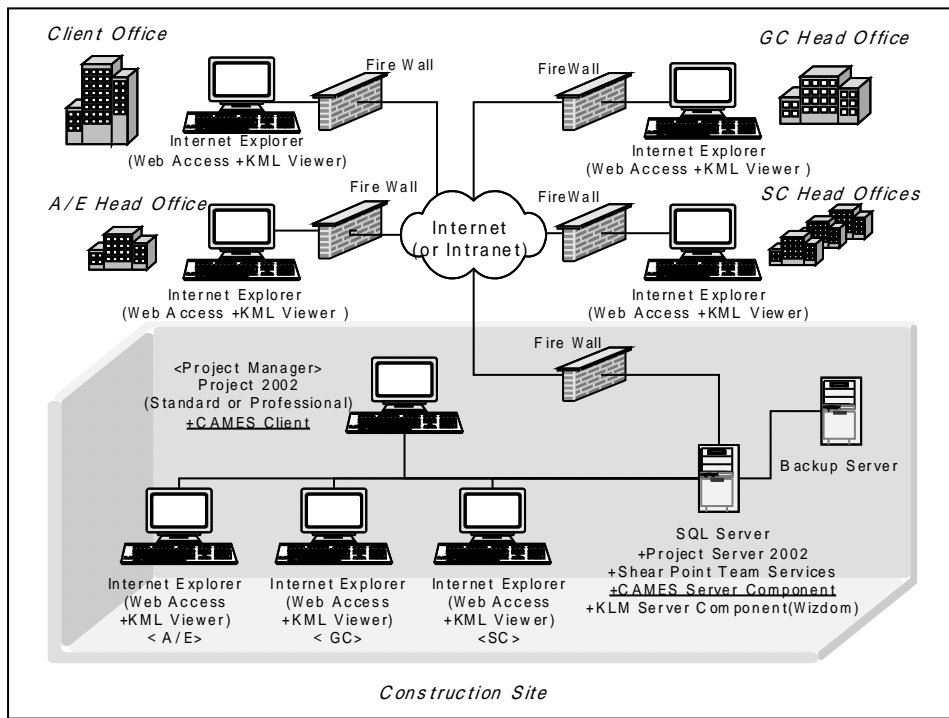 Client Office
GC Head Office
Fire Wall
FireWall
Internet Explorer
(Web Access +KML Viewer)
Internet Explorer
(Web Access +KML Viewer )
A/E Head Office
Fire Wall
FireWall
SC Head Offices
Internet
(or Intranet)
Internet Explorer
(Web Access +KML Viewer )
Internet Explorer
(Web Access +KML Viewer)
Fire Wall
<Project Manager>
Project 2002
(Standard or Professional)
+CAMES Client
Backup Server
SQL Server
+Project Server 2002
+Shear Point Team Services
+CAMES Server Component
+KLM Server Component(Wizdom)
Internet Explorer
(Web Access
+KML Viewer)
< A/E>
Internet Explorer
(Web Access
+KML Viewer)
< GC>
Internet Explorer
(Web Access
+KML Viewer)
<SC>
Construction Site